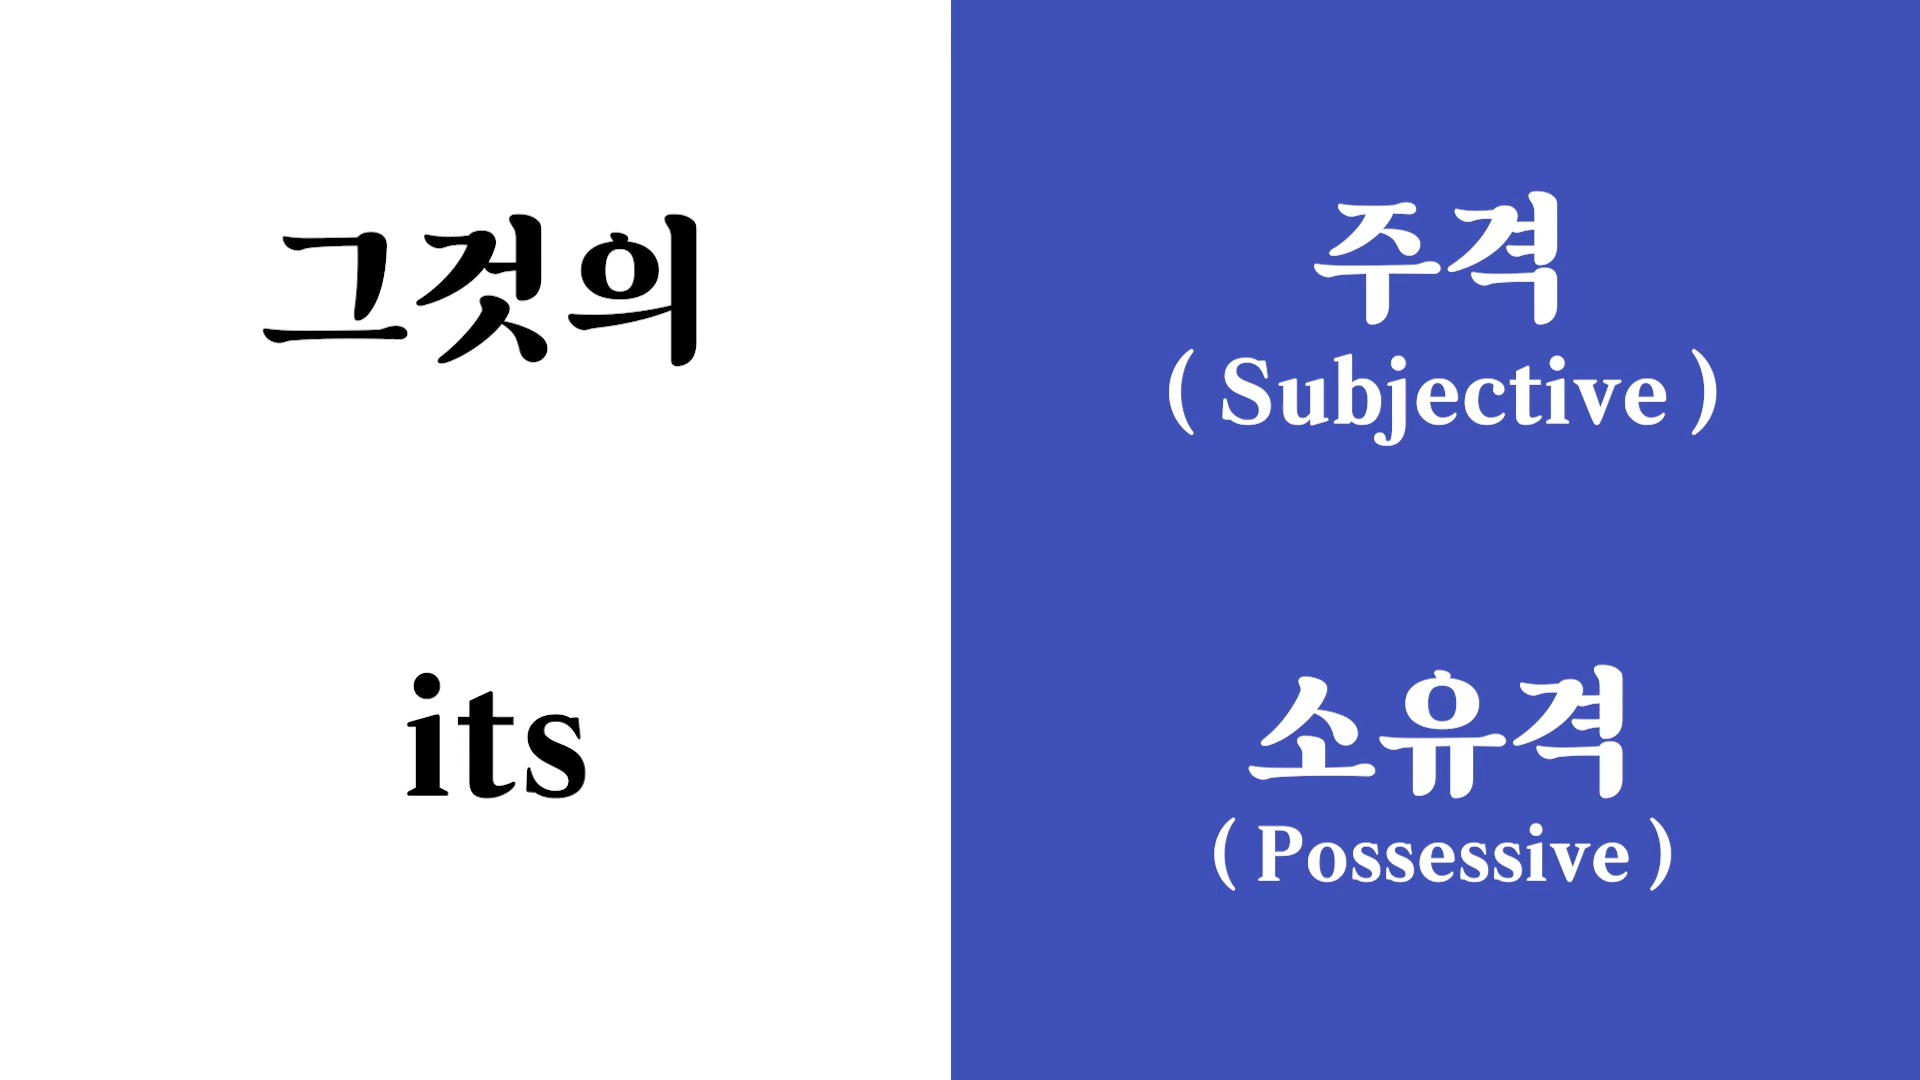 그것의
its
주격
( Subjective )
소유격
( Possessive )